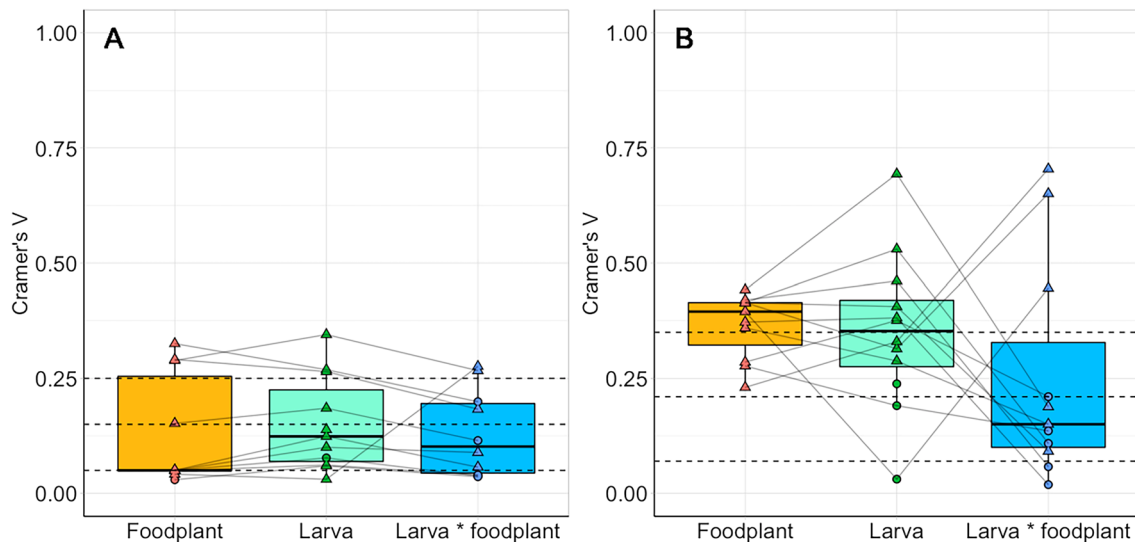 A
Cramer's V
1.00
0.75
0.50
0.25
0.00
Foodplant
Larva
Larva * foodplant
B
Cramer's V
1.00
0.75
0.50
0.25
0.00
Foodplant
Larva
Larva * foodplant